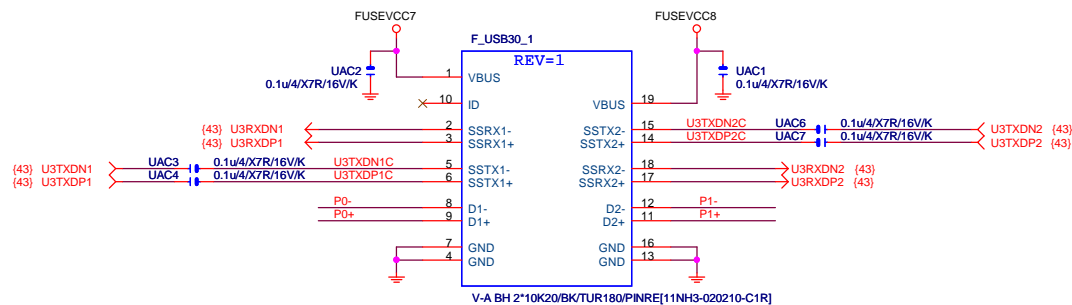 FUSEVCC7 FUSEVCC8
F_USB30_1
REV=1
UAC2
0.1u/4/X7R/16V/K
1 VBUS
UAC1
0.1u/4/X7R/16V/K
10 ID
VBUS 19
{43} U3RXDN1 2 SSRX1-
SSTX2- 15 U3TXDN2C UAC6 0.1u/4/X7R/16V/K U3TXDN2 {43}
{43} U3RXDP1 3 SSRX1+
SSTX2+ 14 U3TXDP2C UAC7 0.1u/4/X7R/16V/K U3TXDP2 {43}
{43} U3TXDN1 UAC3 0.1u/4/X7R/16V/K U3TXDN1C 5 SSTX1-
SSRX2- 18 U3RXDN2 {43}
{43} U3TXDP1 UAC4 0.1u/4/X7R/16V/K U3TXDP1C 6 SSTX1+
SSRX2+ 17 U3RXDP2 {43}
P0- 8 D1-
D2- 12 P1-
P0+ 9 D1+
D2+ 11 P1+
7 GND
GND 16
4 GND
GND 13
V-A BH 2*10K20/BK/TUR180/PINRE[11NH3-020210-C1R]